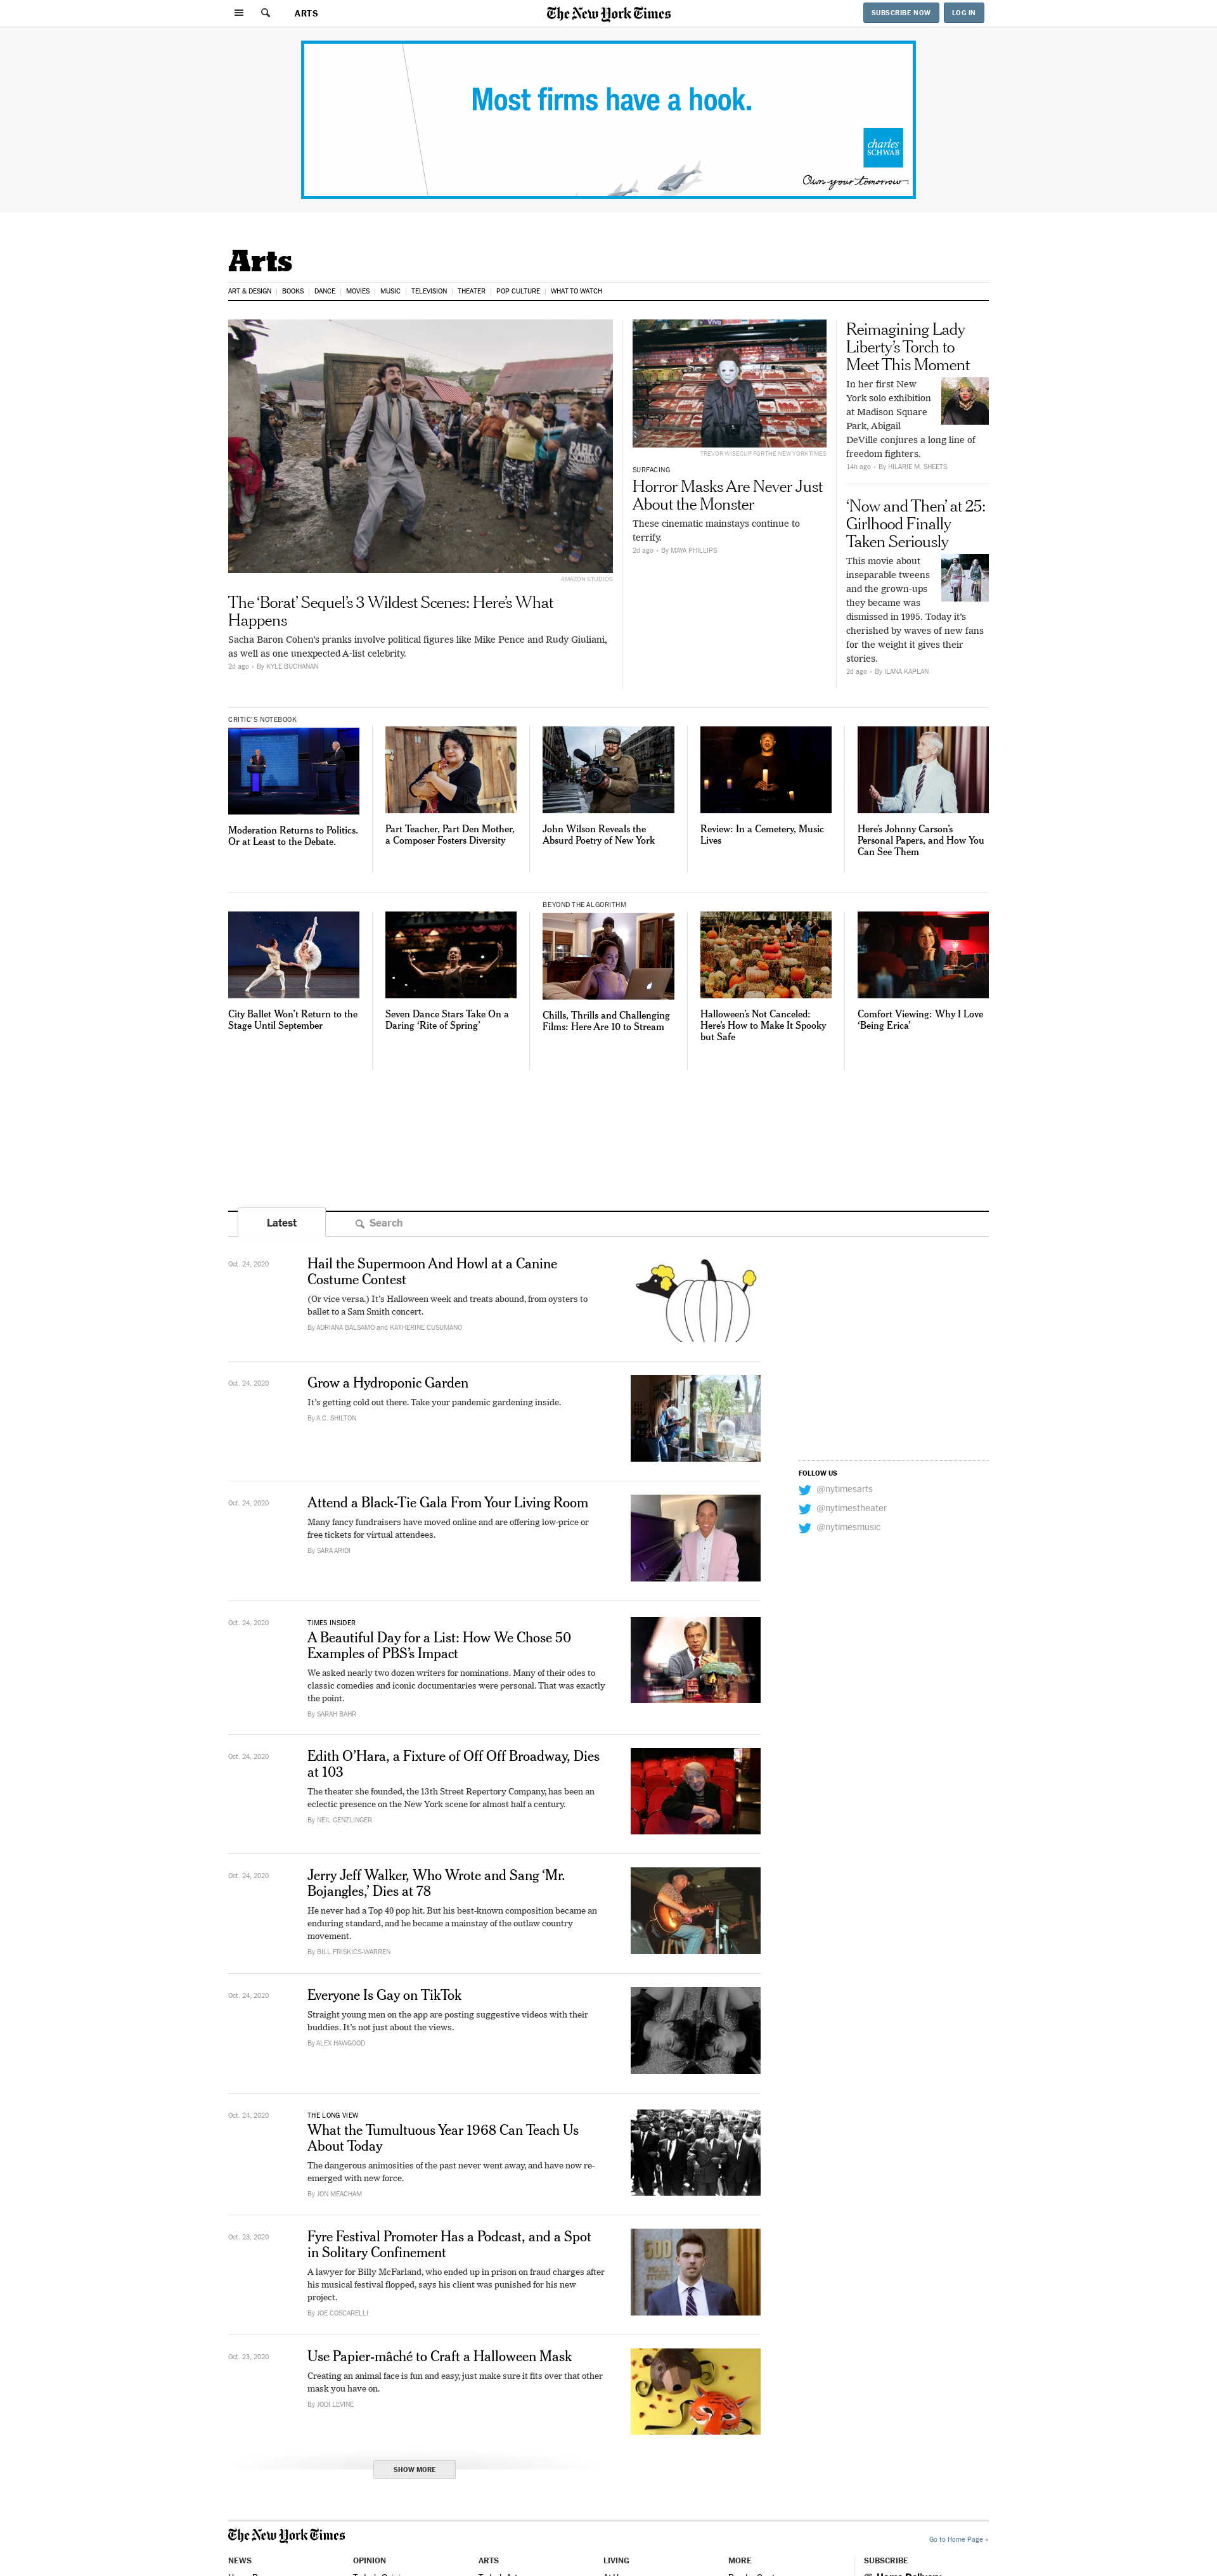 ARTS
The New York Times
SUBSCRIBE NOW
LOG IN
Most firms have a hook.
charles
SCHWAB
Own your tomorrow
Arts
ART & DESIGN
BOOKS
DANCE
MOVIES
MUSIC
TELEVISION
THEATER
POP CULTURE
WHAT TO WATCH
AMAZON STUDIOS
The ‘Borat’ Sequel’s 3 Wildest Scenes: Here’s What
Happens
Sacha Baron Cohen’s pranks involve political figures like Mike Pence and Rudy Giuliani,
as well as one unexpected A-list celebrity.
2d ago • By KYLE BUCHANAN
TREVOR WISECUP FOR THE NEW YORK TIMES
SURFACING
Horror Masks Are Never Just
About the Monster
These cinematic mainstays continue to
terrify.
2d ago • By MAYA PHILLIPS
Reimagining Lady
Liberty’s Torch to
Meet This Moment
In her first New
York solo exhibition
at Madison Square
Park, Abigail
DeVille conjures a long line of
freedom fighters.
14h ago • By HILARIE M. SHEETS
‘Now and Then’ at 25:
Girlhood Finally
Taken Seriously
This movie about
inseparable tweens
and the grown-ups
they became was
dismissed in 1995. Today it’s
cherished by waves of new fans
for the weight it gives their
stories.
2d ago • By ILANA KAPLAN
CRITIC’S NOTEBOOK
Moderation Returns to Politics.
Or at Least to the Debate.
Part Teacher, Part Den Mother,
a Composer Fosters Diversity
John Wilson Reveals the
Absurd Poetry of New York
Review: In a Cemetery, Music
Lives
Here’s Johnny Carson’s
Personal Papers, and How You
Can See Them
City Ballet Won’t Return to the
Stage Until September
Seven Dance Stars Take On a
Daring ‘Rite of Spring’
BEYOND THE ALGORITHM
Chills, Thrills and Challenging
Films: Here Are 10 to Stream
Halloween’s Not Canceled:
Here’s How to Make It Spooky
but Safe
Comfort Viewing: Why I Love
‘Being Erica’
Latest
Search
Oct. 24, 2020
Hail the Supermoon And Howl at a Canine
Costume Contest
(Or vice versa.) It’s Halloween week and treats abound, from oysters to
ballet to a Sam Smith concert.
By ADRIANA BALSAMO and KATHERINE CUSUMANO
Oct. 24, 2020
Grow a Hydroponic Garden
It’s getting cold out there. Take your pandemic gardening inside.
By A.C. SHILTON
FOLLOW US
@nytimesarts
@nytimestheater
@nytimesmusic
Oct. 24, 2020
Attend a Black-Tie Gala From Your Living Room
Many fancy fundraisers have moved online and are offering low-price or
free tickets for virtual attendees.
By SARA ARIDI
Oct. 24, 2020
TIMES INSIDER
A Beautiful Day for a List: How We Chose 50
Examples of PBS’s Impact
We asked nearly two dozen writers for nominations. Many of their odes to
classic comedies and iconic documentaries were personal. That was exactly
the point.
By SARAH BAHR
Oct. 24, 2020
Edith O’Hara, a Fixture of Off Off Broadway, Dies
at 103
The theater she founded, the 13th Street Repertory Company, has been an
eclectic presence on the New York scene for almost half a century.
By NEIL GENZLINGER
Oct. 24, 2020
Jerry Jeff Walker, Who Wrote and Sang ‘Mr.
Bojangles,’ Dies at 78
He never had a Top 40 pop hit. But his best-known composition became an
enduring standard, and he became a mainstay of the outlaw country
movement.
By BILL FRISKICS-WARREN
Oct. 24, 2020
Everyone Is Gay on TikTok
Straight young men on the app are posting suggestive videos with their
buddies. It’s not just about the views.
By ALEX HAWGOOD
Oct. 24, 2020
THE LONG VIEW
What the Tumultuous Year 1968 Can Teach Us
About Today
The dangerous animosities of the past never went away, and have now re-
emerged with new force.
By JON MEACHAM
Oct. 23, 2020
Fyre Festival Promoter Has a Podcast, and a Spot
in Solitary Confinement
A lawyer for Billy McFarland, who ended up in prison on fraud charges after
his musical festival flopped, says his client was punished for his new
project.
By JOE COSCARELLI
500
Oct. 23, 2020
Use Papier-mâché to Craft a Halloween Mask
Creating an animal face is fun and easy, just make sure it fits over that other
mask you have on.
By JODI LEVINE
SHOW MORE
The New York Times
Go to Home Page »
NEWS
OPINION
ARTS
LIVING
MORE
SUBSCRIBE